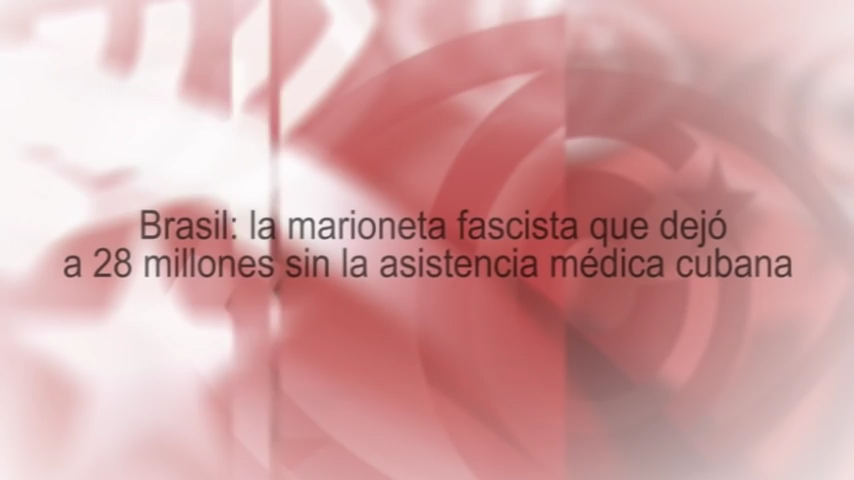 Brasil: la marioneta fascista que dejó
a 28 millones sin la asistencia médica cubana